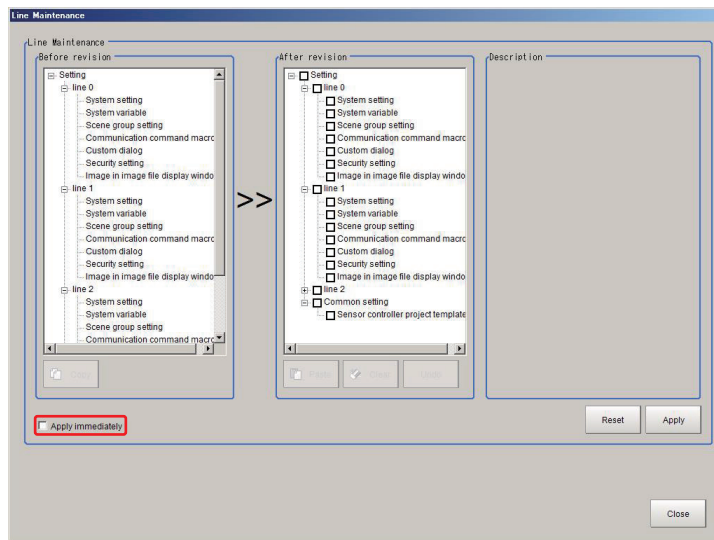 Line Maintenance
Line Maintenance
Before revision
Setting
line 0
System setting
System variable
Scene group setting
Communication command macro
Custom dialog
Security setting
Image in image file display windo
line 1
System setting
System variable
Scene group setting
Communication command macro
Custom dialog
Security setting
Image in image file display windo
line 2
System setting
System variable
Scene group setting
Communication command macro
Copy
>>
After revision
Setting
line 0
System setting
System variable
Scene group setting
Communication command macro
Custom dialog
Security setting
Image in image file display windo
line 1
System setting
System variable
Scene group setting
Communication command macro
Custom dialog
Security setting
Image in image file display windo
line 2
Common setting
Sensor controller project template
Paste
Clear
Description
Apply immediately
Reset
Apply
Close